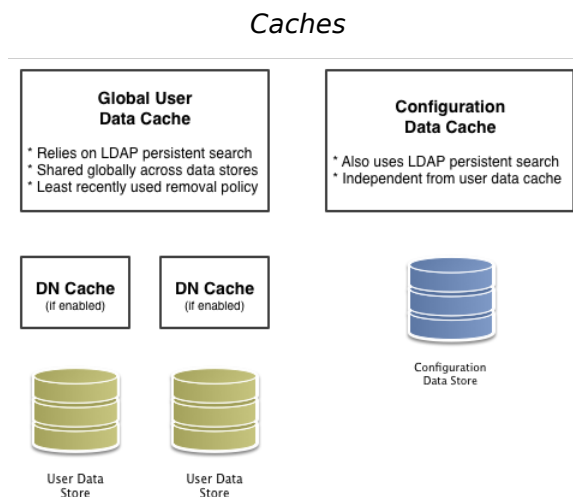 Caches
Global User
Data Cache
* Relies on LDAP persistent search
* Shared globally across data stores
* Least recently used removal policy
Configuration
Data Cache
* Also uses LDAP persistent search
* Independent from user data cache
DN Cache
(if enabled)
DN Cache
(if enabled)
Configuration
Data Store
User Data
Store
User Data
Store